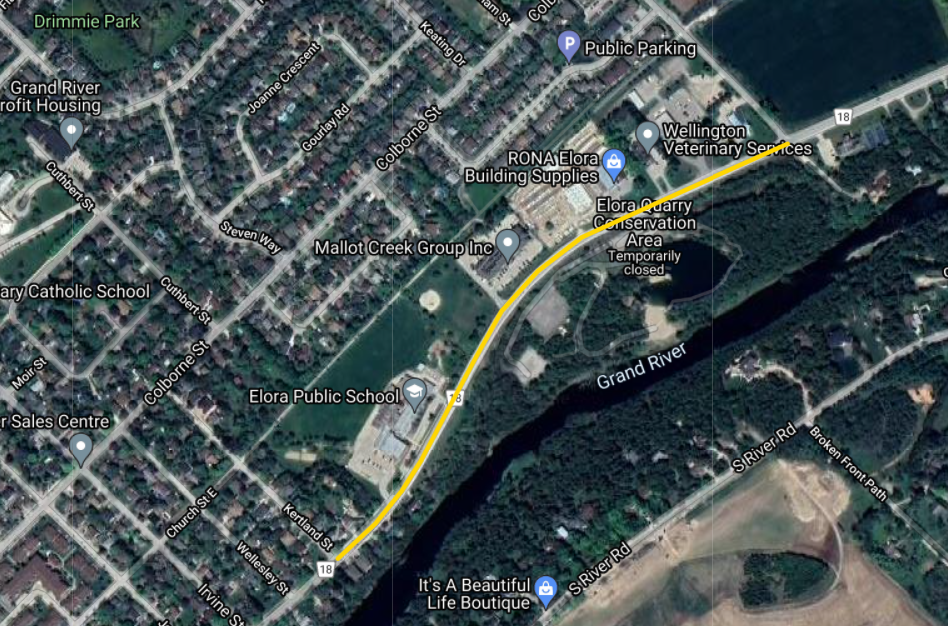 Drimmie Park
Keating Dr
Public Parking
Joanne Crescent
Grand River
rofit Housing
Gourlay Rd
Colborne St
18
Wellington
Veterinary Services
RONA Elora
Building Supplies
Cuthbert St
Elora Quarry
Conservation
Area
Temporarily
closed
Steven Way
Mallot Creek Group Inc
ary Catholic School
Cuthbert St
Colborne St
Grand River
Moir St
Elora Public School
18
r Sales Centre
S River Rd
Broken Front Path
Church St E
Kertland St
Wellesley St
18
S River Rd
Irvine St
It's A Beautiful
Life Boutique